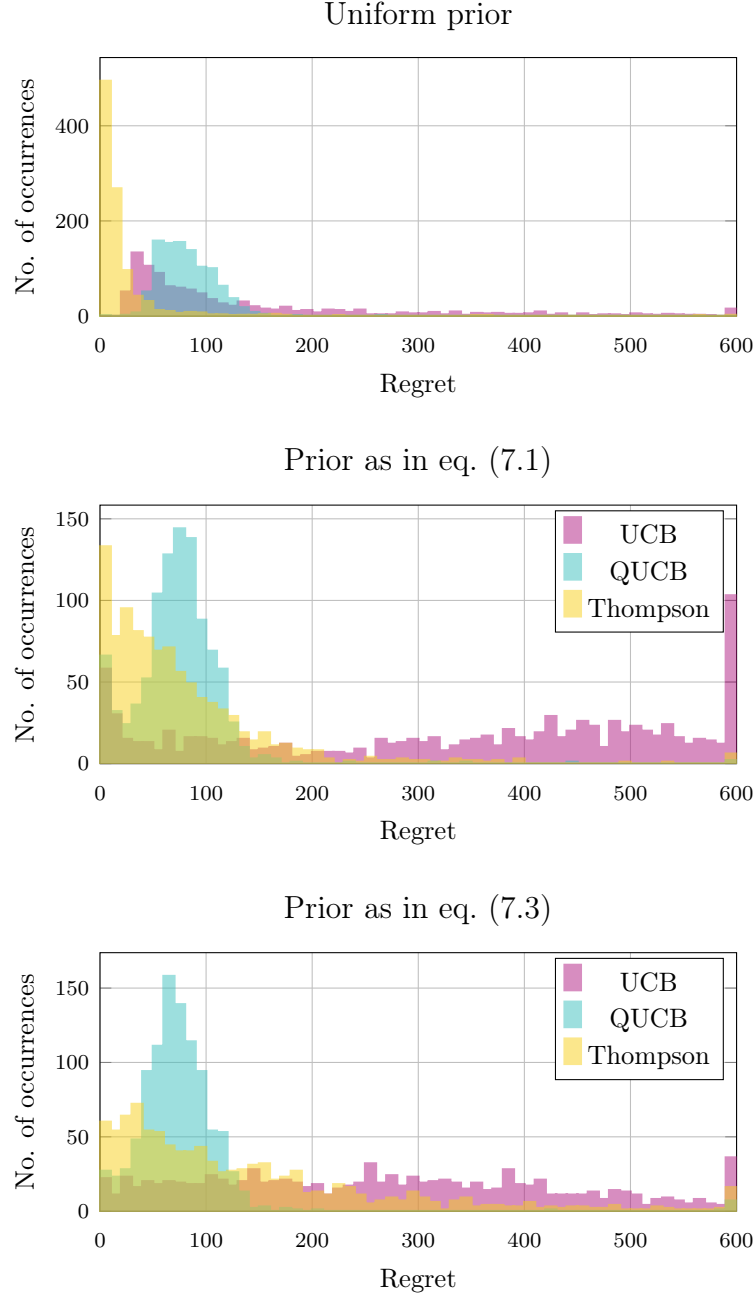 Uniform prior
No. of occurrences
400
200
0
0 100 200 300 400 500 600
Regret
Prior as in eq. (7.1)
No. of occurrences
150
100
50
0
UCB
QUCB
Thompson
0 100 200 300 400 500 600
Regret
Prior as in eq. (7.3)
No. of occurrences
150
100
50
0
UCB
QUCB
Thompson
0 100 200 300 400 500 600
Regret